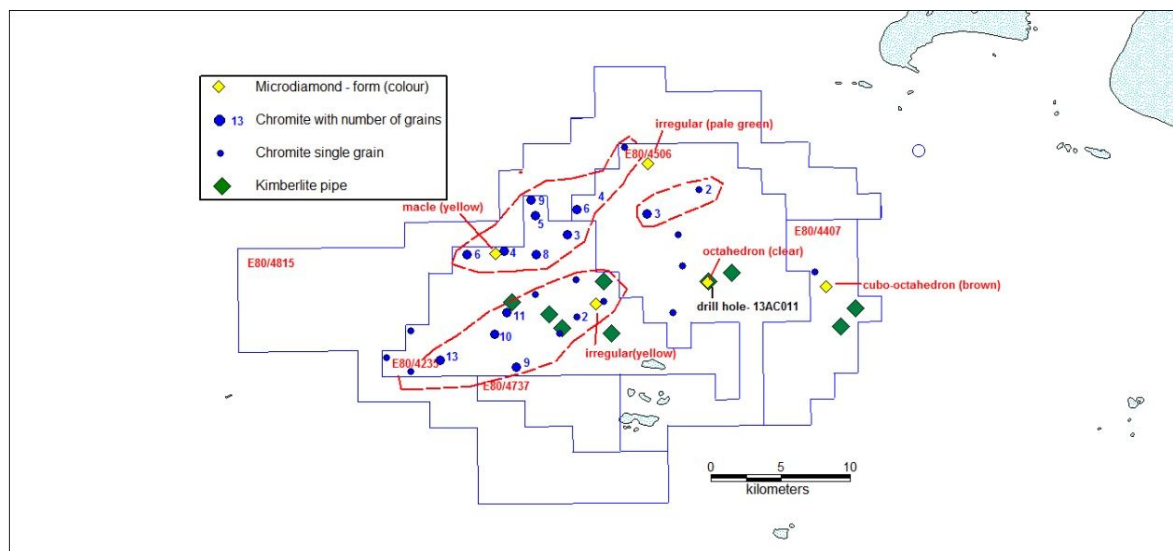 Microdiamond - form (colour)
13 Chromite with number of grains
Chromite single grain
Kimberlite pipe
irregular (pale green)
E80/4506
2
9
4
6
3
macle (yellow)
5
E80/4407
3
6
4
8
octahedron (clear)
E80/4815
cubo-octahedron (brown)
drill hole- 13AC011
11
2
10
irregular(yellow)
13
E80/4235
9
E80/4737
0 5 10
kilometers